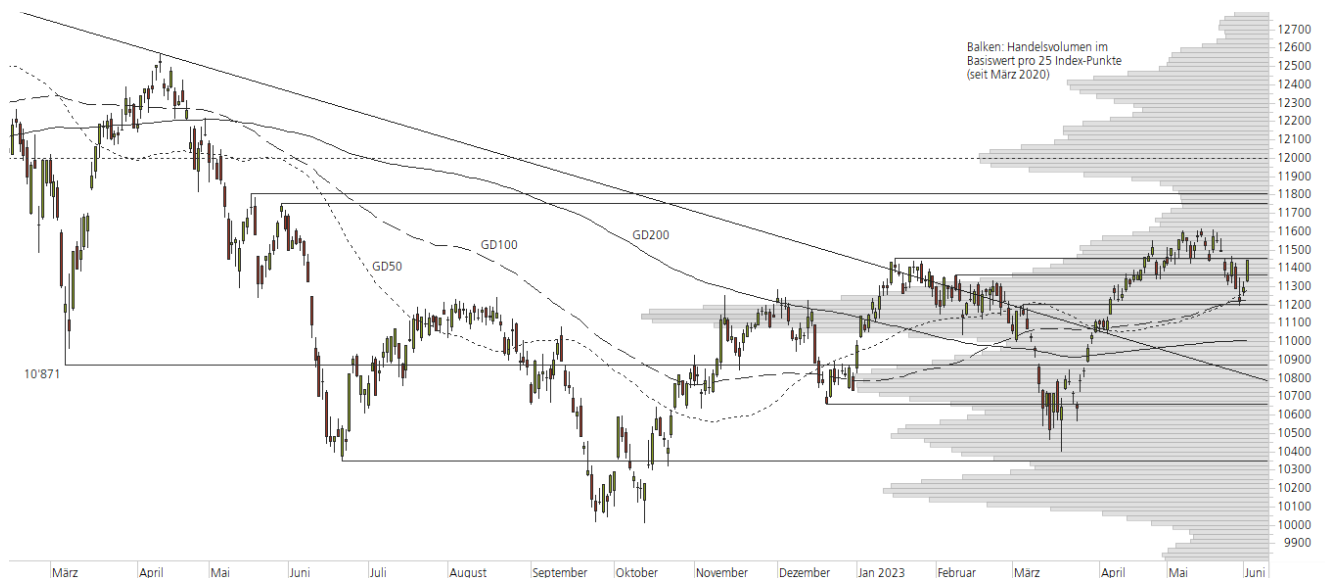 Balken: Handelsvolumen im
Basiswert pro 25 Index-Punkte
(seit März 2020)
12700
12600
12500
12400
12300
12200
12100
12000
11900
11800
11700
11600
11500
11400
11300
11200
11100
11000
10900
10800
10700
10600
10500
10400
10300
10200
10100
10000
9900
GD200
GD100
GD50
10'871
März
April
Mai
Juni
Juli
August
September
Oktober
November
Dezember
Jan 2023
Februar
März
April
Mai
Juni